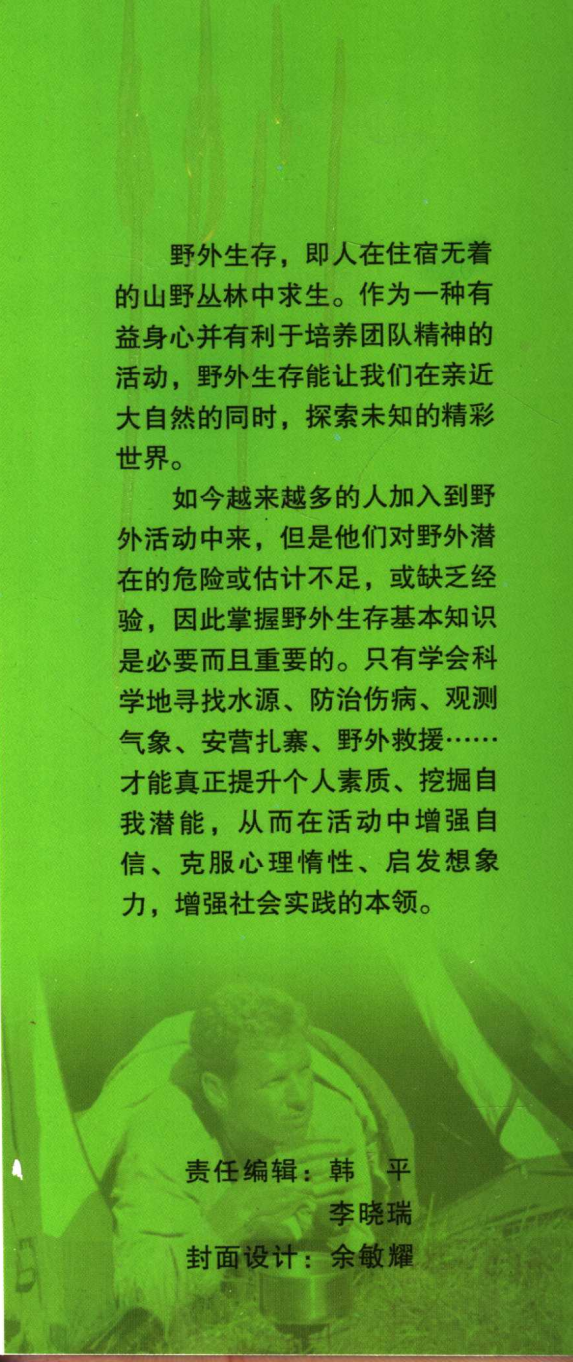 野外生存，即人在住宿无着
的山野丛林中求生。作为一种有
益身心并有利于培养团队精神的
活动，野外生存能让我们在亲近
大自然的同时，探索未知的精彩
世界。
如今越来越多的人加入到野
外活动中来，但是他们对野外潜
在的危险或估计不足，或缺乏经
验，因此掌握野外生存基本知识
是必要而且重要的。只有学会科
学地寻找水源、防治伤病、观测
气象、安营扎寨、野外救援……
才能真正提升个人素质、挖掘自
我潜能，从而在活动中增强自
信、克服心理惰性、启发想象
力，增强社会实践的本领。
责任编辑：韩　平
李晓瑞
封面设计：余敏耀